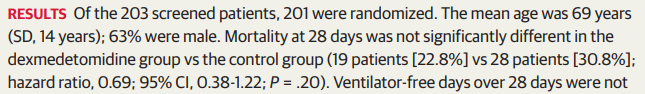 RESULTS Of the 203 screened patients, 201 were randomized. The mean age was 69 years
(SD, 14 years); 63% were male. Mortality at 28 days was not significantly different in the
dexmedetomidine group vs the control group (19 patients [22.8%] vs 28 patients [30.8%];
hazard ratio, 0.69; 95% CI, 0.38-1.22; P = .20). Ventilator-free days over 28 days were not